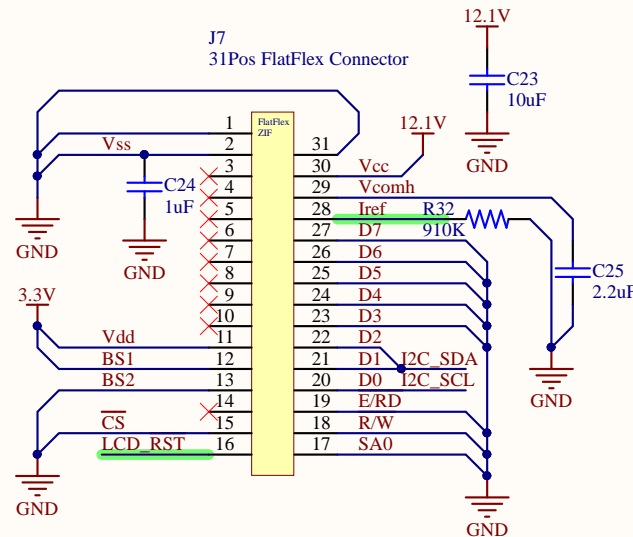 12.1V
C23
10uF
GND
J7
31Pos FlatFlex Connector
FlatFlex
ZIF
12.1V
1
2
3
4
5
6
7
8
9
10
11
12
13
14
15
16
31
30
29
28
27
26
25
24
23
22
21
20
19
18
17
Vss
C24
1uF
GND
GND
3.3V
Vdd
BS1
BS2
CS
LCD_RST
GND
Vcc
Vcomh
Iref
R32
910K
D7
D6
D5
D4
D3
D2
D1
I2C_SDA
D0
I2C_SCL
E/RD
R/W
SA0
C25
2.2uF
GND
GND